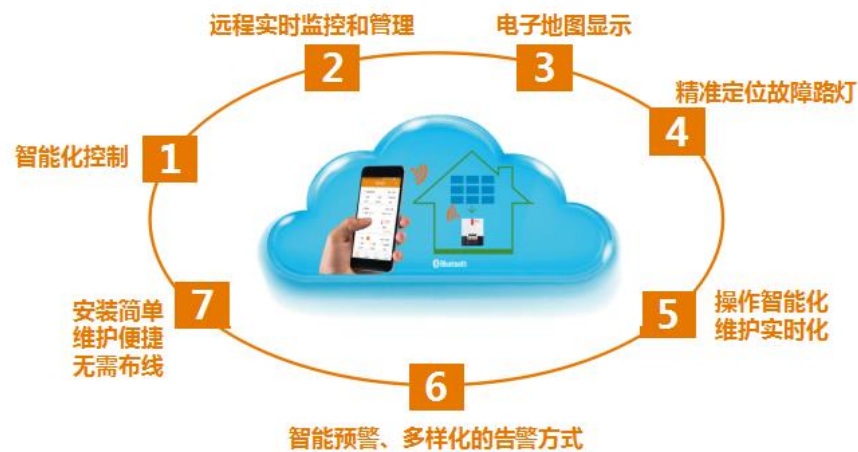 远程实时监控和管理
电子地图显示
2
3
精准定位故障路灯
4
智能化控制
1
Bluetooth
7
安装简单
维护便捷
无需布线
5
操作智能化
维护实时化
6
智能预警、多样化的告警方式